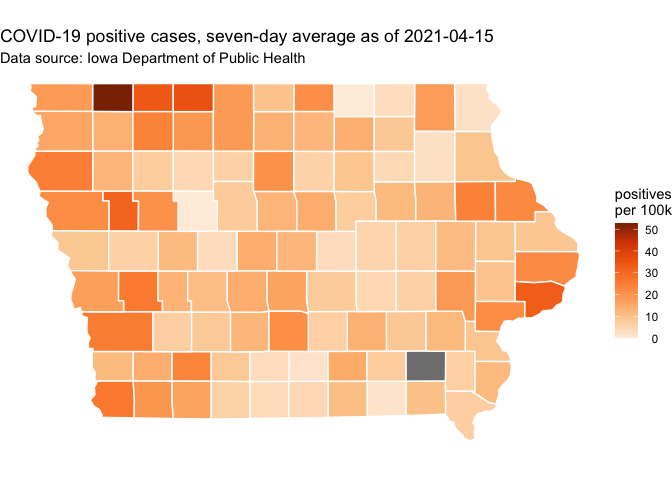 COVID-19 positive cases, seven-day average as of 2021-04-15
Data source: Iowa Department of Public Health
positives
per 100k
50
40
30
20
10
0